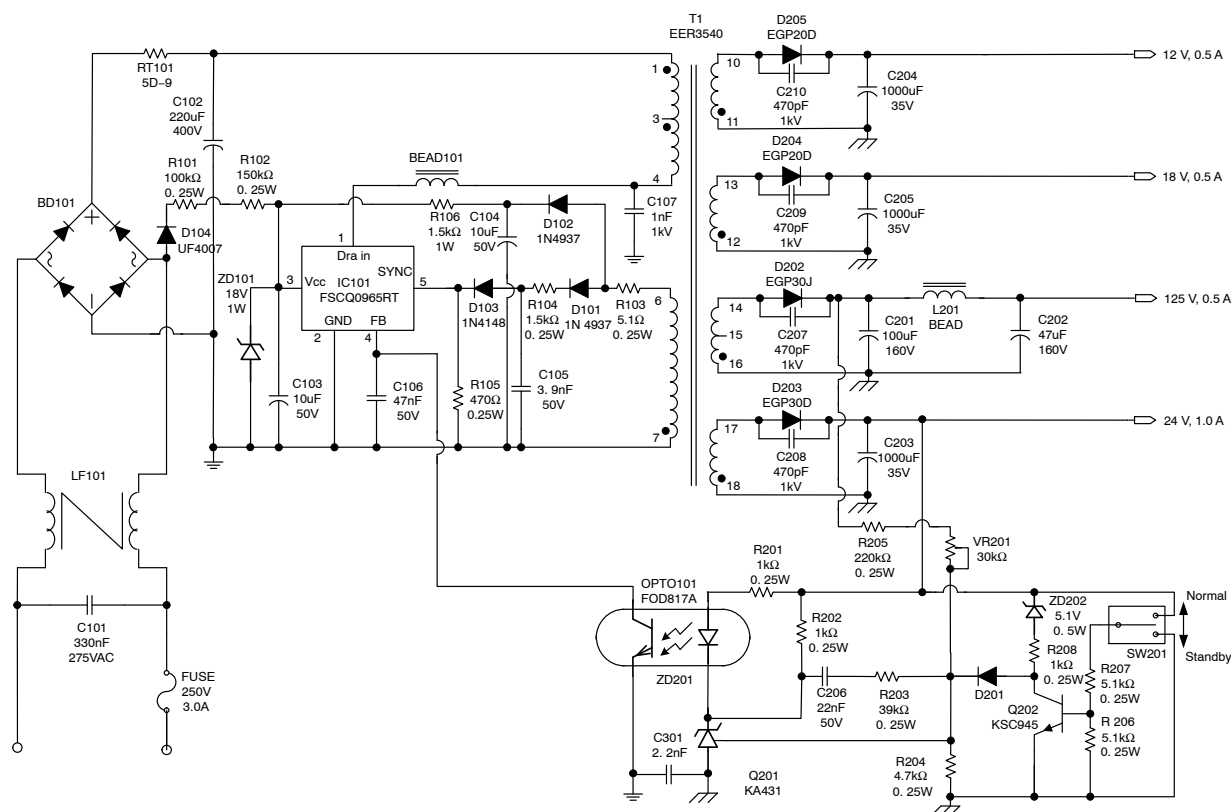 T1
EER3540
RT101
5D-9
C102
220uF
400V
R101
100kΩ
0. 25W
R102
150kΩ
0. 25W
BD101
D104
UF4007
BEAD101
1
3
4
6
7
C107
1nF
1kV
R106
1.5kΩ
1W
C104
10uF
50V
D102
1N4937
ZD101
18V
1W
1
Dra in
3
Vcc
IC101
FSCQ0965RT
SYNC
5
GND
2
FB
4
D103
1N4148
R104
1.5kΩ
0. 25W
D101
1N 4937
R103
5.1Ω
0. 25W
C103
10uF
50V
C106
47nF
50V
R105
470Ω
0.25W
C105
3. 9nF
50V
LF101
C101
330nF
275VAC
FUSE
250V
3.0A
10
11
D205
EGP20D
C210
470pF
1kV
C204
1000uF
35V
12 V, 0.5 A
13
12
D204
EGP20D
C209
470pF
1kV
C205
1000uF
35V
18 V, 0.5 A
14
15
16
D202
EGP30J
C207
470pF
1kV
C201
100uF
160V
L201
BEAD
C202
47uF
160V
125 V, 0.5 A
17
18
D203
EGP30D
C208
470pF
1kV
C203
1000uF
35V
24 V, 1.0 A
R205
220kΩ
0. 25W
VR201
30kΩ
OPTO101
FOD817A
R201
1kΩ
0. 25W
R202
1kΩ
0. 25W
ZD201
C206
22nF
50V
R203
39kΩ
0. 25W
D201
ZD202
5.1V
0. 5W
R208
1kΩ
0. 25W
SW201
Normal
Standby
R207
5.1kΩ
0. 25W
Q202
KSC945
R 206
5.1kΩ
0. 25W
C301
2. 2nF
Q201
KA431
R204
4.7kΩ
0. 25W